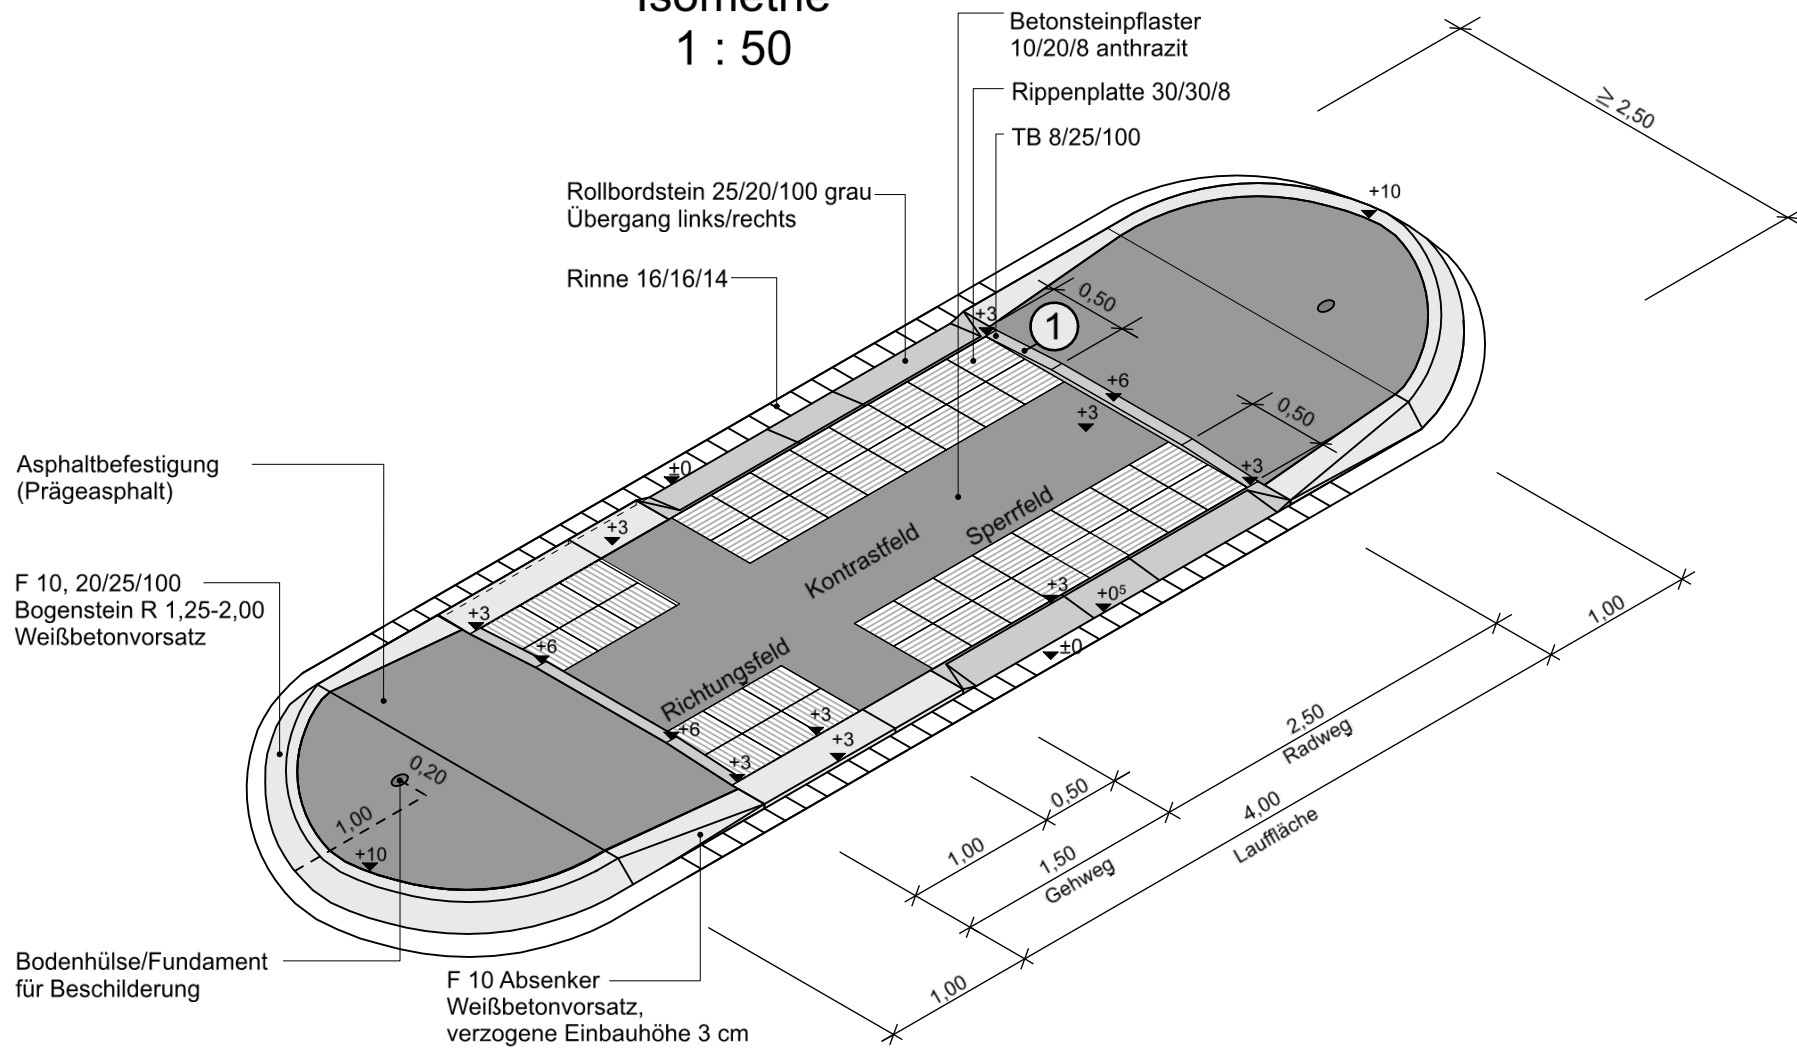 Isometrie
1 : 50
Betonsteinpflaster
10/20/8 anthrazit
Rippenplatte 30/30/8
TB 8/25/100
≥ 2,50
Rollbordstein 25/20/100 grau
Übergang links/rechts
+10
Rinne 16/16/14
0,50
+3
1
+6
+3
0,50
Asphaltbefestigung
(Prägeasphalt)
±0
+3
+3
Sperrfeld
Kontrastfeld
F 10, 20/25/100
Bogenstein R 1,25-2,00
Weißbetonvorsatz
+3
+6
+3
+0⁵
±0
1,00
Richtungsfeld
+6
+3
+3
+3
2,50
Radweg
0,20
1,00
+10
0,50
4,00
Lauffläche
1,00
1,50
Gehweg
Bodenhülse/Fundament
für Beschilderung
F 10 Absenker
Weißbetonvorsatz,
verzogene Einbauhöhe 3 cm
1,00